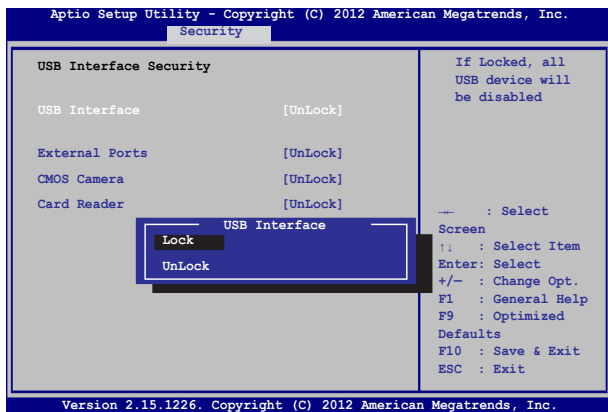 Aptio Setup Utility - Copyright (C) 2012 American Megatrends, Inc.
Security
USB Interface Security
USB Interface [UnLock]
External Ports [UnLock]
CMOS Camera [UnLock]
Card Reader [UnLock]
USB Interface
Lock
UnLock
If Locked, all
USB device will
be disabled
→← : Select
Screen
↑↓ : Select Item
Enter: Select
+/— : Change Opt.
F1 : General Help
F9 : Optimized
Defaults
F10 : Save & Exit
ESC : Exit
Version 2.15.1226. Copyright (C) 2012 American Megatrends, Inc.